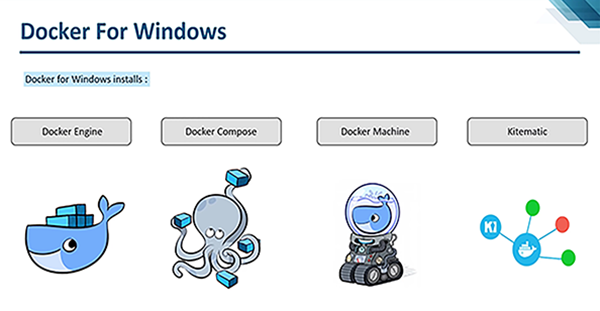 Docker For Windows
Docker for Windows installs :
Docker Engine
Docker Compose
Docker Machine
Kitematic
Ki